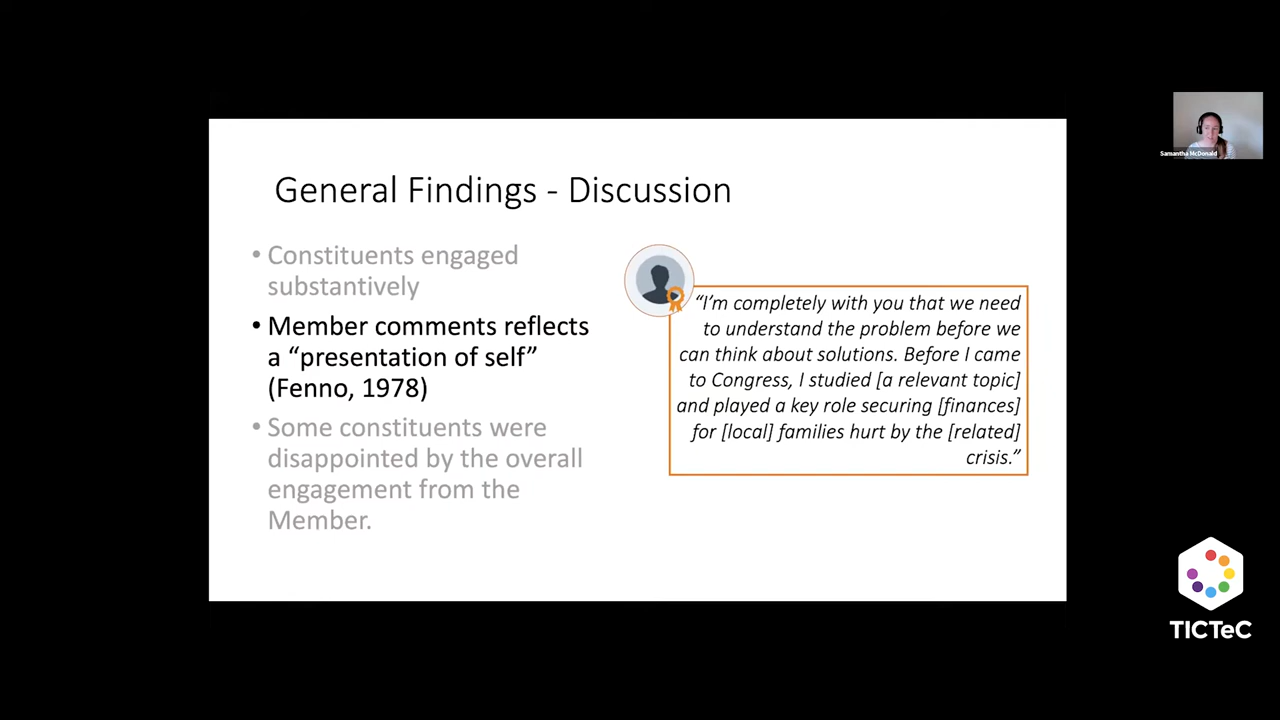 General Findings - Discussion
• Constituents engaged
substantively
• Member comments reflects
a “presentation of self”
(Fenno, 1978)
• Some constituents were
disappointed by the overall
engagement from the
Member.
“I’m completely with you that we need
to understand the problem before we
can think about solutions. Before I came
to Congress, I studied [a relevant topic]
and played a key role securing [finances]
for [local] families hurt by the [related]
crisis.”
Samantha McDonald
TICTeC